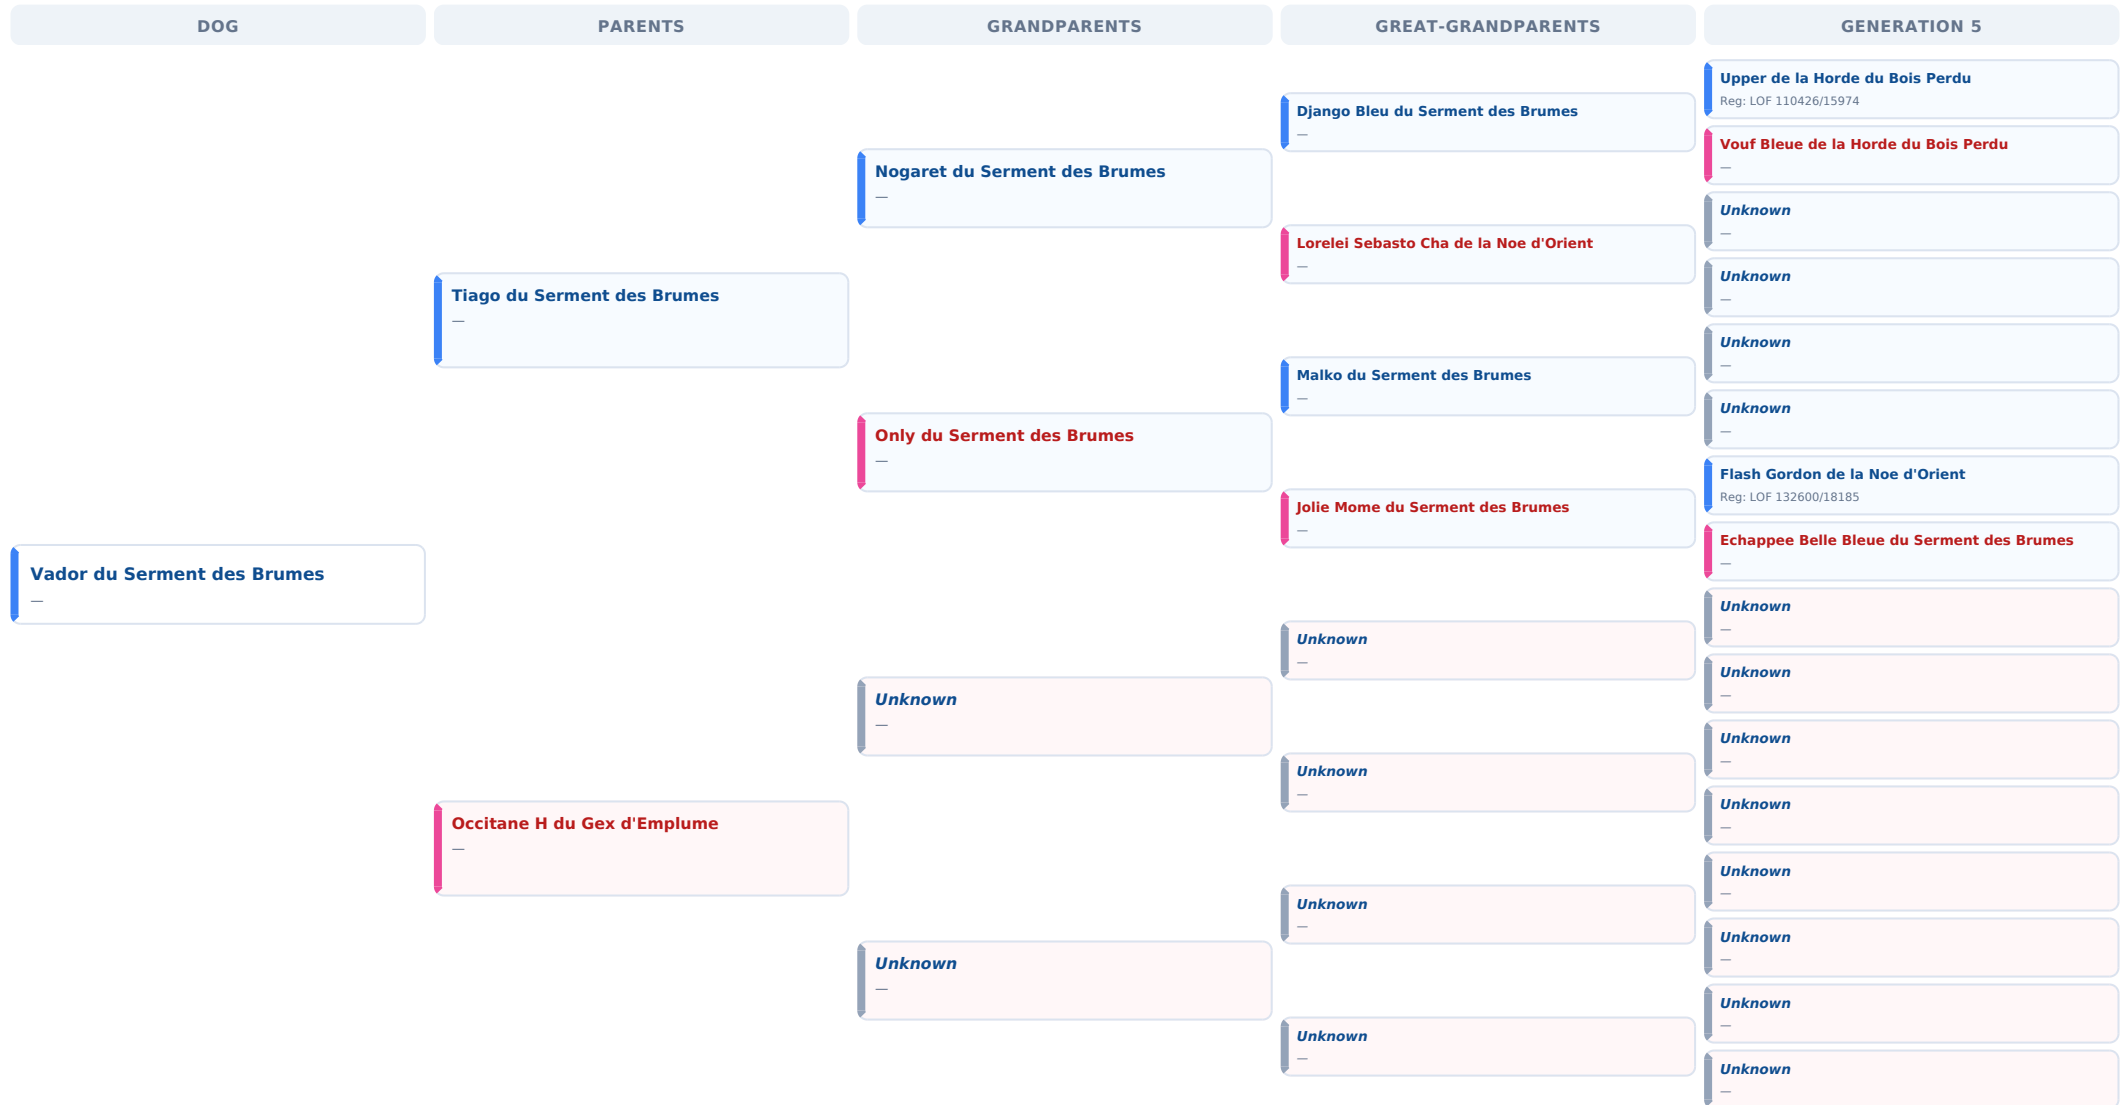 DOG
PARENTS
GRANDPARENTS
GREAT-GRANDPARENTS
GENERATION 5
Vador du Serment des Brumes
—
Tiago du Serment des Brumes
—
Occitane H du Gex d'Emplume
—
Nogaret du Serment des Brumes
—
Only du Serment des Brumes
—
Unknown
—
Unknown
—
Django Bleu du Serment des Brumes
—
Lorelei Sebasto Cha de la Noe d'Orient
—
Malko du Serment des Brumes
—
Jolie Mome du Serment des Brumes
—
Unknown
—
Unknown
—
Unknown
—
Unknown
—
Upper de la Horde du Bois Perdu
Reg: LOF 110426/15974
Vouf Bleue de la Horde du Bois Perdu
—
Unknown
—
Unknown
—
Unknown
—
Unknown
—
Flash Gordon de la Noe d'Orient
Reg: LOF 132600/18185
Echappee Belle Bleue du Serment des Brumes
—
Unknown
—
Unknown
—
Unknown
—
Unknown
—
Unknown
—
Unknown
—
Unknown
—
Unknown
—